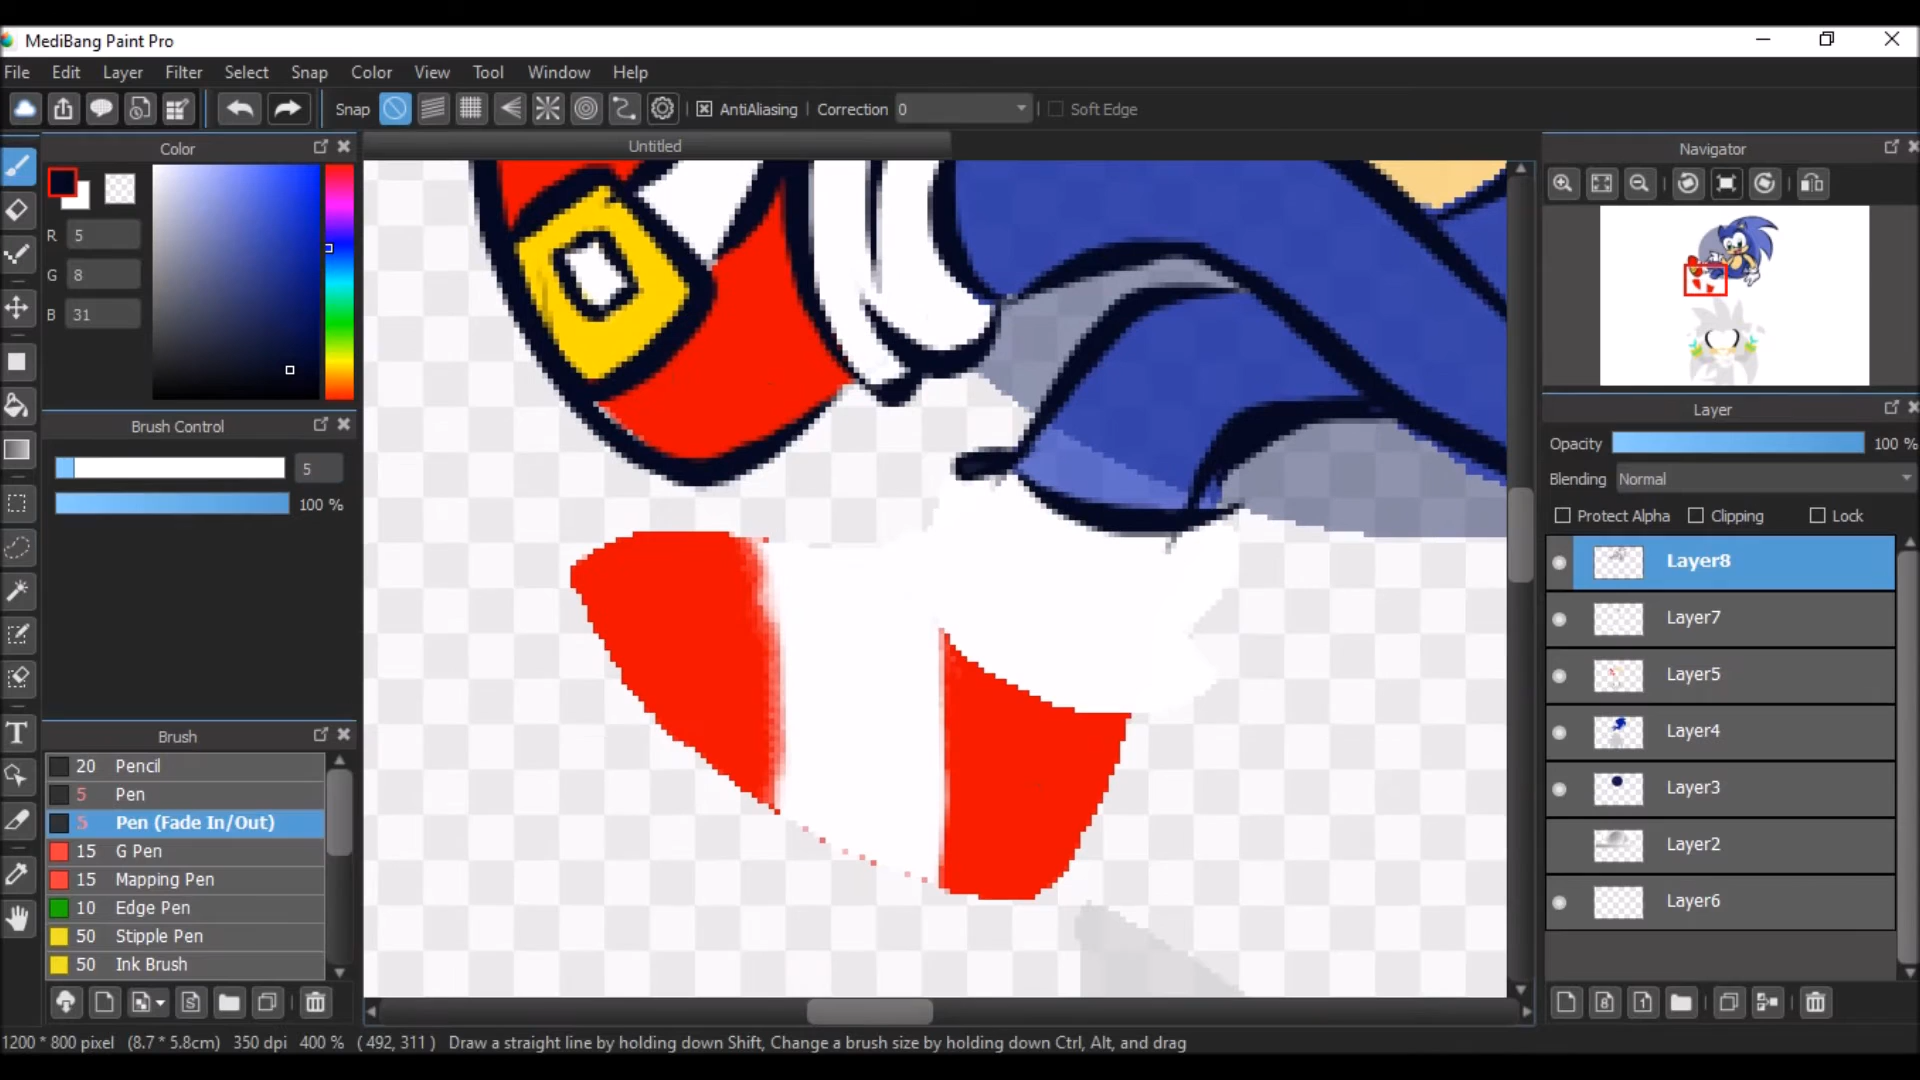 MediBang Paint Pro
File Edit Layer Filter Select Snap Color View Tool Window Help
Snap AntiAliasing Correction 0 Soft Edge
Color
R 5
G 8
B 31
Brush Control
5
100 %
Brush
20 Pencil
5 Pen
5 Pen (Fade In/Out)
15 G Pen
15 Mapping Pen
10 Edge Pen
50 Stipple Pen
50 Ink Brush
Untitled
Navigator
Layer
Opacity 100 %
Blending Normal
Protect Alpha Clipping Lock
Layer8
Layer7
Layer5
Layer4
Layer3
Layer2
Layer6
1200 * 800 pixel (8.7 * 5.8cm) 350 dpi 400 % ( 492, 311 ) Draw a straight line by holding down Shift, Change a brush size by holding down Ctrl, Alt, and drag